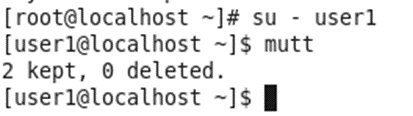 [root@localhost ~]# su - user1
[user1@localhost ~]$ mutt
2 kept, 0 deleted.
[user1@localhost ~]$